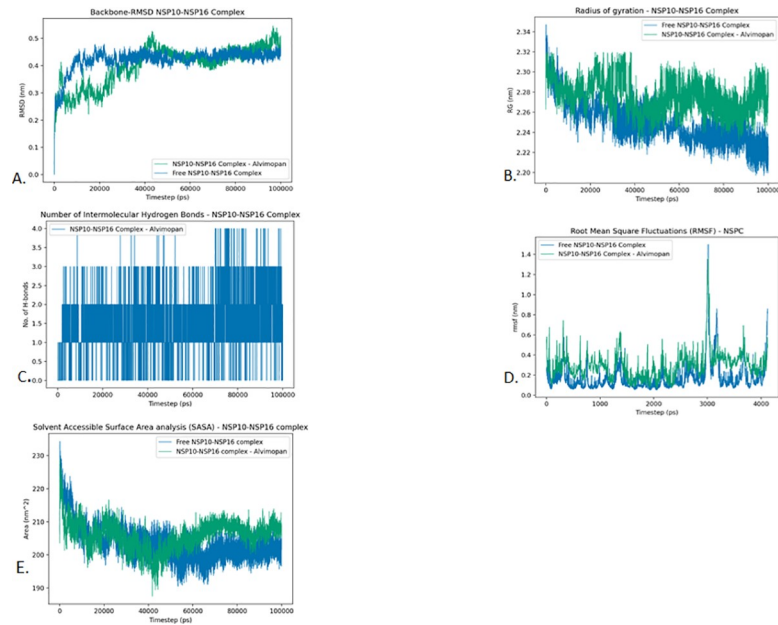 Backbone-RMSD NSP10-NSP16 Complex
RMSD (nm)
0.5
0.4
0.3
0.2
0.1
0.0
NSP10-NSP16 Complex - Alvimopan
Free NSP10-NSP16 Complex
0 20000 40000 60000 80000 100000
Timestep (ps)
A.
Radius of gyration - NSP10-NSP16 Complex
RG (nm)
2.34
2.32
2.30
2.28
2.26
2.24
2.22
2.20
Free NSP10-NSP16 Complex
NSP10-NSP16 Complex - Alvimopan
0 20000 40000 60000 80000 100000
Timestep (ps)
B.
Number of Intermolecular Hydrogen Bonds - NSP10-NSP16 Complex
No. of H-bonds
4.0
3.5
3.0
2.5
2.0
1.5
1.0
0.5
0.0
NSP10-NSP16 Complex - Alvimopan
0 20000 40000 60000 80000 100000
Timestep (ps)
C.
Root Mean Square Fluctuations (RMSF) - NSPC
rmsf (nm)
1.4
1.2
1.0
0.8
0.6
0.4
0.2
0.0
Free NSP10-NSP16 Complex
NSP10-NSP16 Complex - Alvimopan
0 1000 2000 3000 4000
Timestep (ps)
D.
Solvent Accessible Surface Area analysis (SASA) - NSP10-NSP16 complex
Area (nm^2)
230
220
210
200
190
Free NSP10-NSP16 complex
NSP10-NSP16 complex - Alvimopan
0 20000 40000 60000 80000 100000
Timestep (ps)
E.